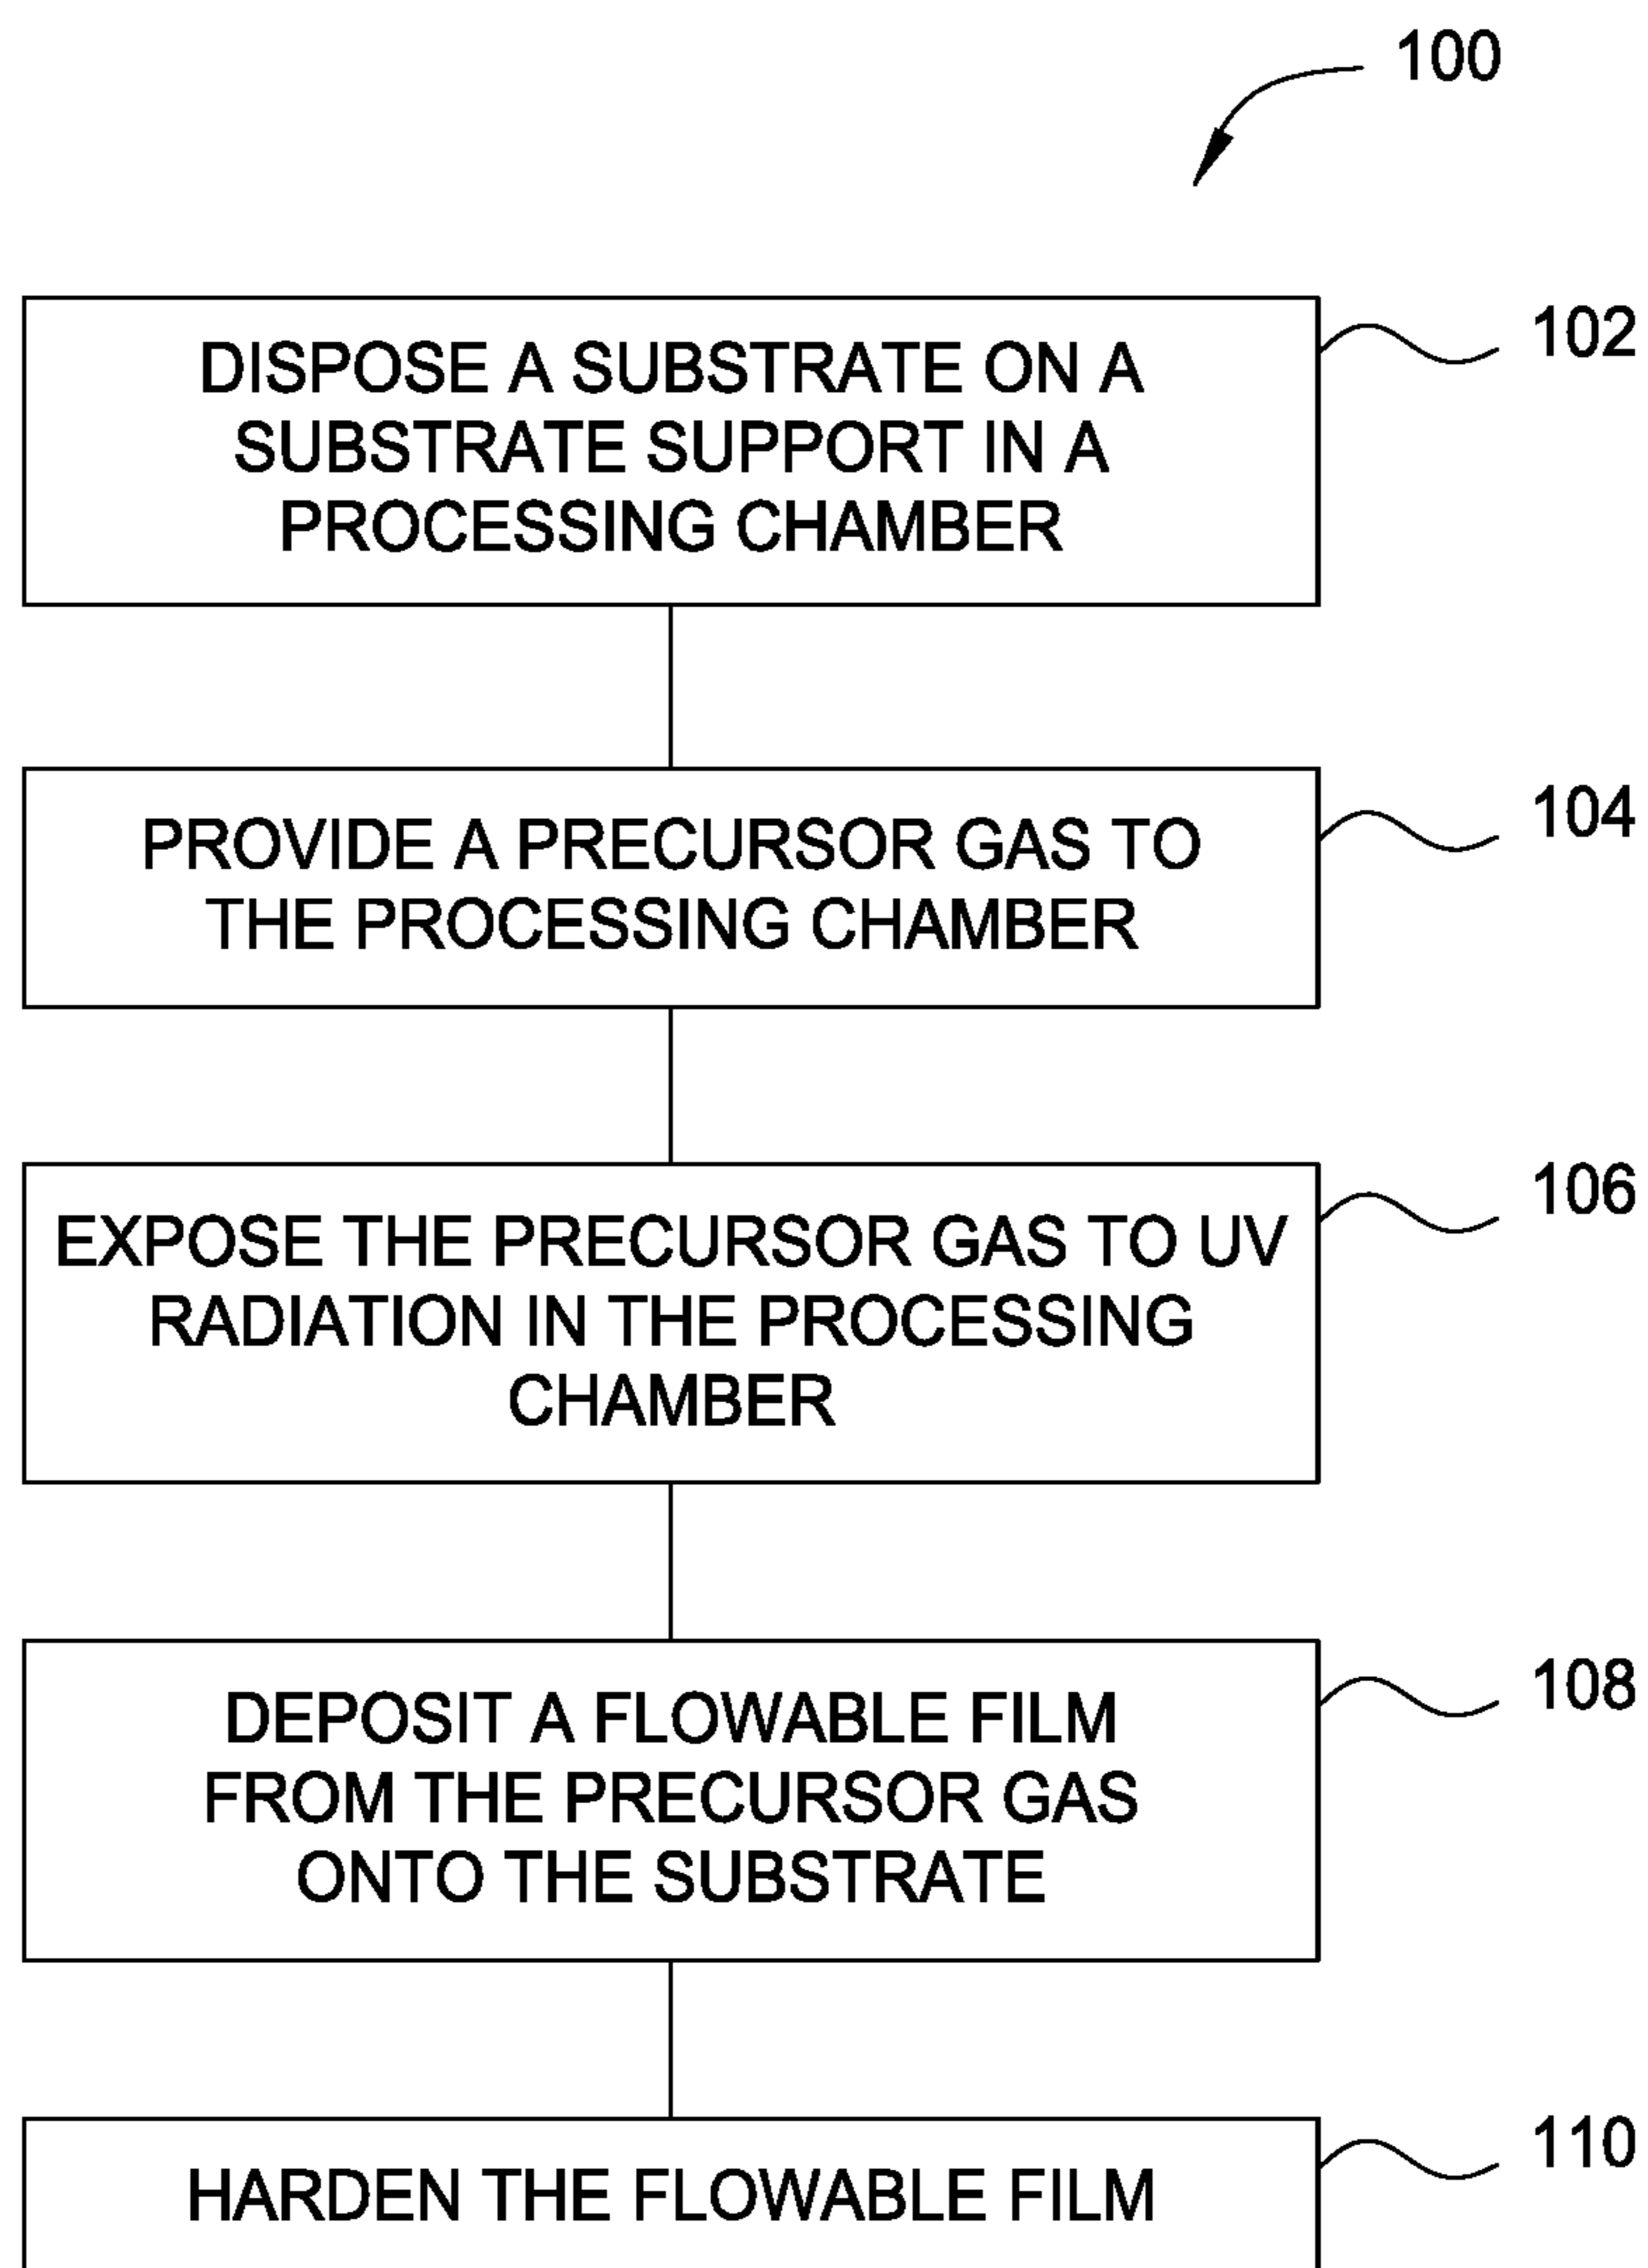 100
DISPOSE A SUBSTRATE ON A
SUBSTRATE SUPPORT IN A
PROCESSING CHAMBER
102
PROVIDE A PRECURSOR GAS TO
THE PROCESSING CHAMBER
104
EXPOSE THE PRECURSOR GAS TO UV
RADIATION IN THE PROCESSING
CHAMBER
106
DEPOSIT A FLOWABLE FILM
FROM THE PRECURSOR GAS
ONTO THE SUBSTRATE
108
HARDEN THE FLOWABLE FILM
110